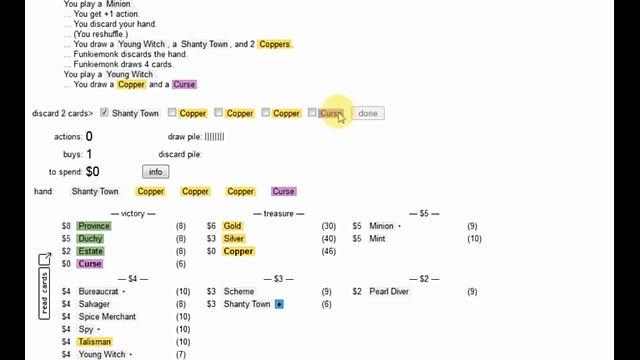 You play a Minion.
... You get +1 action.
... You discard your hand.
... (You reshuffle.)
... You draw a Young Witch, a Shanty Town, and 2 Coppers.
... Funkiemonk discards the hand.
... Funkiemonk draws 4 cards.
You play a Young Witch.
... You draw a Copper and a Curse.
discard 2 cards> Shanty Town Copper Copper Copper Curse done
actions: 0 draw pile: ||||||||
buys: 1 discard pile:
to spend: $0 info
hand: Shanty Town Copper Copper Copper Curse
— victory — — treasure — — $5 —
$8 Province (8) $6 Gold (30) $5 Minion (9)
$5 Duchy (8) $3 Silver (40) $5 Mint (10)
$2 Estate (8) $0 Copper (46)
$0 Curse (6)
read cards
— $4 — — $3 — — $2 —
$4 Bureaucrat (10) $3 Scheme (9) $2 Pearl Diver (9)
$4 Salvager (8) $3 Shanty Town (6)
$4 Spice Merchant (10)
$4 Spy (10)
$4 Talisman (10)
$4 Young Witch (7)